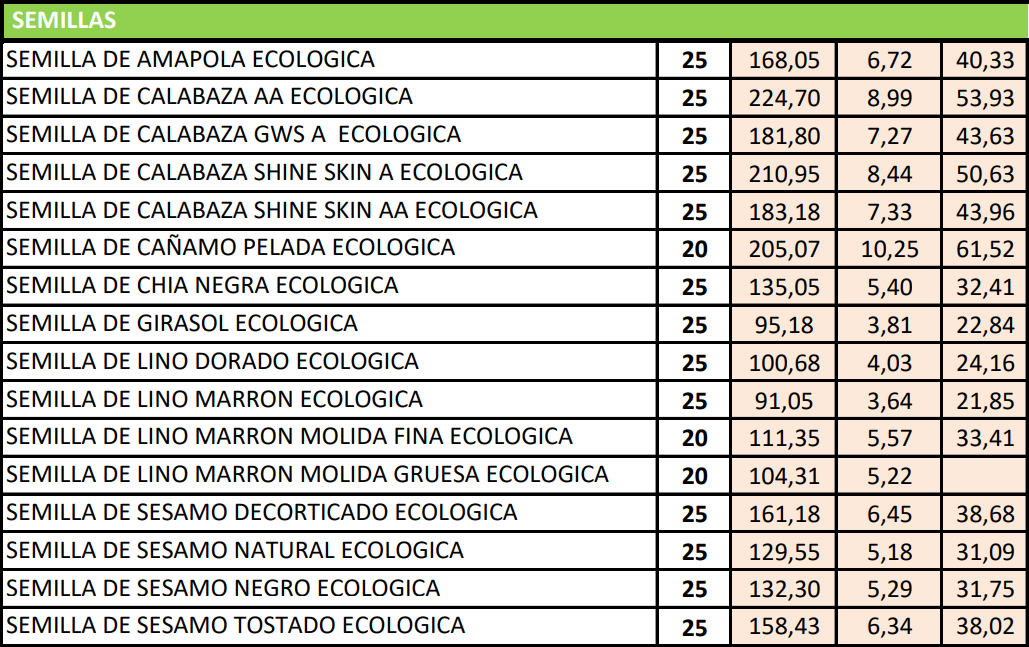 SEMILLAS
SEMILLA DE AMAPOLA ECOLOGICA 25 168,05 6,72 40,33
SEMILLA DE CALABAZA AA ECOLOGICA 25 224,70 8,99 53,93
SEMILLA DE CALABAZA GWS A  ECOLOGICA 25 181,80 7,27 43,63
SEMILLA DE CALABAZA SHINE SKIN A ECOLOGICA 25 210,95 8,44 50,63
SEMILLA DE CALABAZA SHINE SKIN AA ECOLOGICA 25 183,18 7,33 43,96
SEMILLA DE CAÑAMO PELADA ECOLOGICA 20 205,07 10,25 61,52
SEMILLA DE CHIA NEGRA ECOLOGICA 25 135,05 5,40 32,41
SEMILLA DE GIRASOL ECOLOGICA 25 95,18 3,81 22,84
SEMILLA DE LINO DORADO ECOLOGICA 25 100,68 4,03 24,16
SEMILLA DE LINO MARRON ECOLOGICA 25 91,05 3,64 21,85
SEMILLA DE LINO MARRON MOLIDA FINA ECOLOGICA 20 111,35 5,57 33,41
SEMILLA DE LINO MARRON MOLIDA GRUESA ECOLOGICA 20 104,31 5,22
SEMILLA DE SESAMO DECORTICADO ECOLOGICA 25 161,18 6,45 38,68
SEMILLA DE SESAMO NATURAL ECOLOGICA 25 129,55 5,18 31,09
SEMILLA DE SESAMO NEGRO ECOLOGICA 25 132,30 5,29 31,75
SEMILLA DE SESAMO TOSTADO ECOLOGICA 25 158,43 6,34 38,02